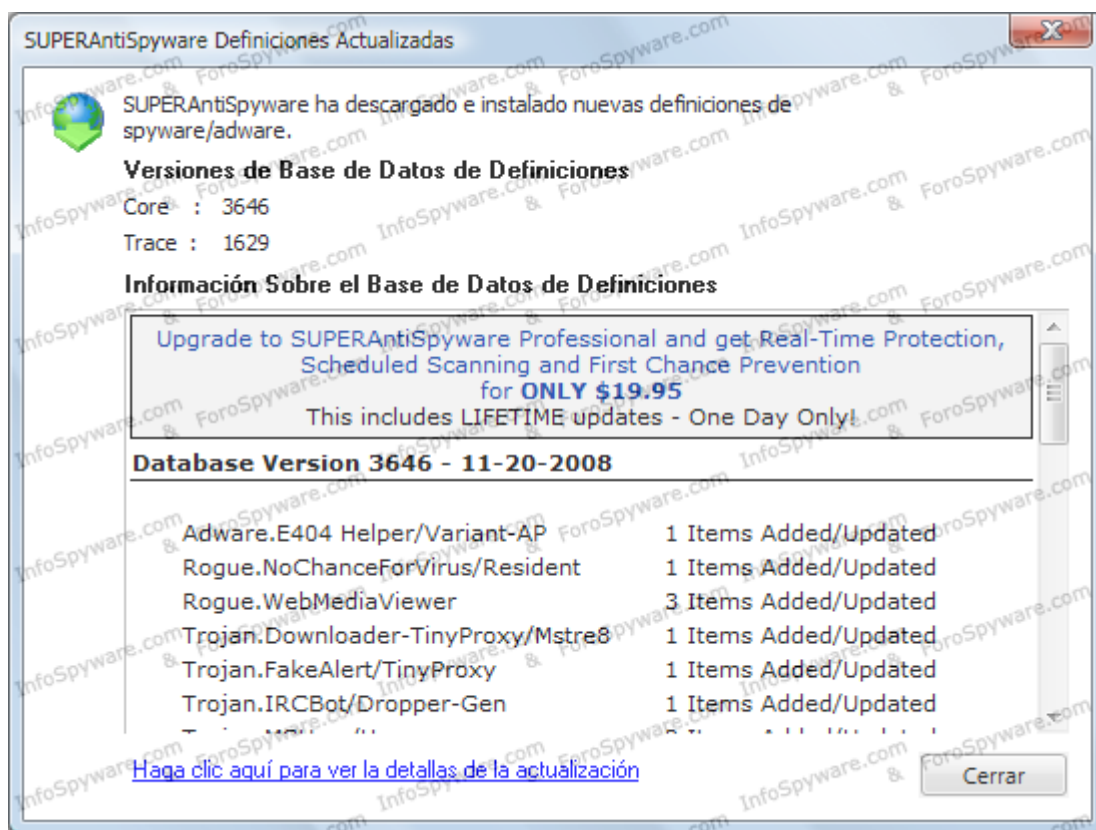 SUPERAntiSpyware Definiciones Actualizadas
SUPERAntiSpyware ha descargado e instalado nuevas definiciones de
spyware/adware.
Versiones de Base de Datos de Definiciones
Core : 3646
Trace : 1629
Información Sobre el Base de Datos de Definiciones
Upgrade to SUPERAntiSpyware Professional and get Real-Time Protection,
Scheduled Scanning and First Chance Prevention
for ONLY $19.95
This includes LIFETIME updates - One Day Only!
Database Version 3646 - 11-20-2008
Adware.E404 Helper/Variant-AP 1 Items Added/Updated
Rogue.NoChanceForVirus/Resident 1 Items Added/Updated
Rogue.WebMediaViewer 3 Items Added/Updated
Trojan.Downloader-TinyProxy/Mstre8 1 Items Added/Updated
Trojan.FakeAlert/TinyProxy 1 Items Added/Updated
Trojan.IRCBot/Dropper-Gen 1 Items Added/Updated
Haga clic aquí para ver la detallas de la actualización
Cerrar
InfoSpyware.com & ForoSpyware.com